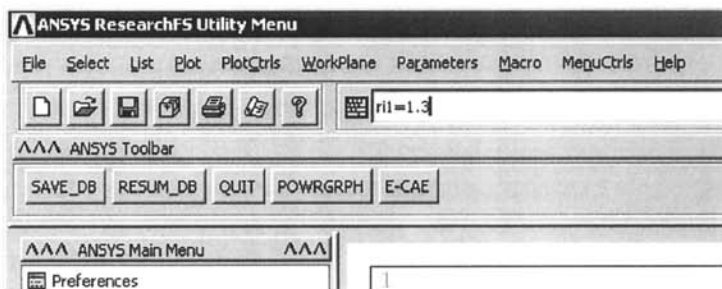 ANSYS ResearchFS Utility Menu
File Select List Plot PlotCtrls WorkPlane Parameters Macro MenuCtrls Help
? ri1=1.3
ANSYS Toolbar
SAVE_DB RESUM_DB QUIT POWRGRPH E-CAE
ANSYS Main Menu
Preferences
1